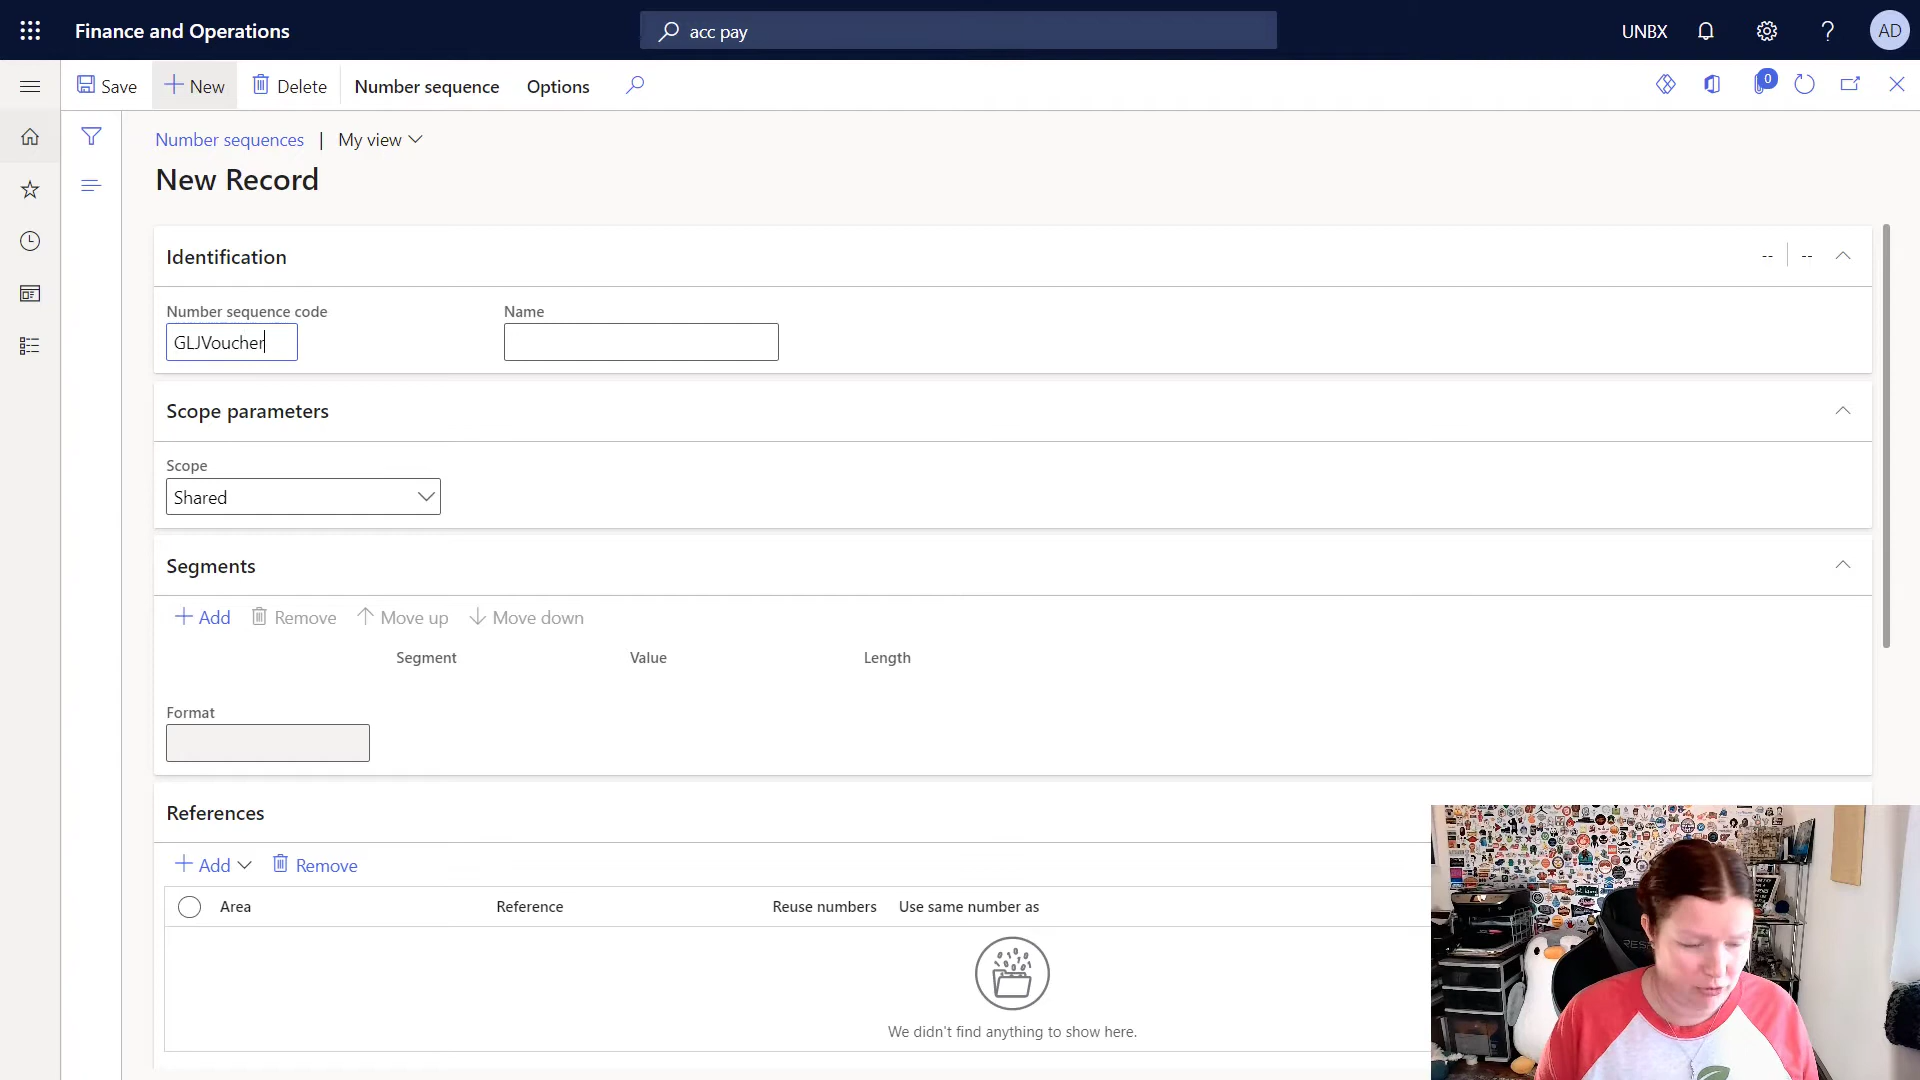 Finance and Operations
acc pay
UNBX
AD
Save
New
Delete
Number sequence
Options
0
Number sequences | My view
New Record
Identification
-- | --
Number sequence code
Name
GLJVoucher
Scope parameters
Scope
Shared
Segments
Add
Remove
Move up
Move down
Segment
Value
Length
Format
References
Add
Remove
Area
Reference
Reuse numbers
Use same number as
We didn't find anything to show here.